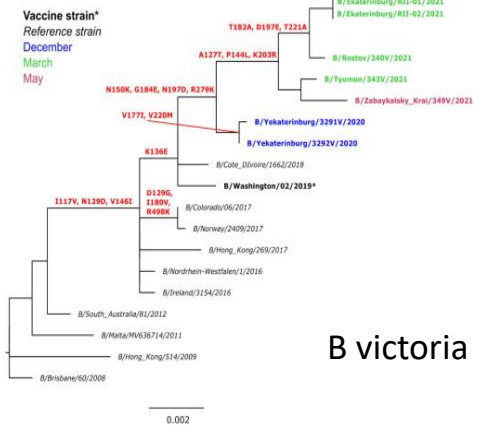 B/Ekaterinburg/RII-01/2021
Vaccine strain*
B/Ekaterinburg/RII-02/2021
Reference strain
T182A, D197E, T221A
December
March
A127T, P144L, K203R
B/Rostov/340V/2021
May
B/Tyumen/343V/2021
N150K, G184E, N197D, R279K
B/Zabaykalsky_Krai/349V/2021
V177I, V220M
B/Yekaterinburg/3291V/2020
B/Yekaterinburg/3292V/2020
K136E
B/Cote_DIvoire/1662/2018
B/Washington/02/2019*
D129G,
I180V,
R498K
I117V, N129D, V146I
B/Colorado/06/2017
B/Norway/2409/2017
B/Hong_Kong/269/2017
B/Nordrhein-Westfalen/1/2016
B/Ireland/3154/2016
B/South_Australia/81/2012
B/Malta/MV636714/2011
B victoria
B/Hong_Kong/514/2009
B/Brisbane/60/2008
0.002